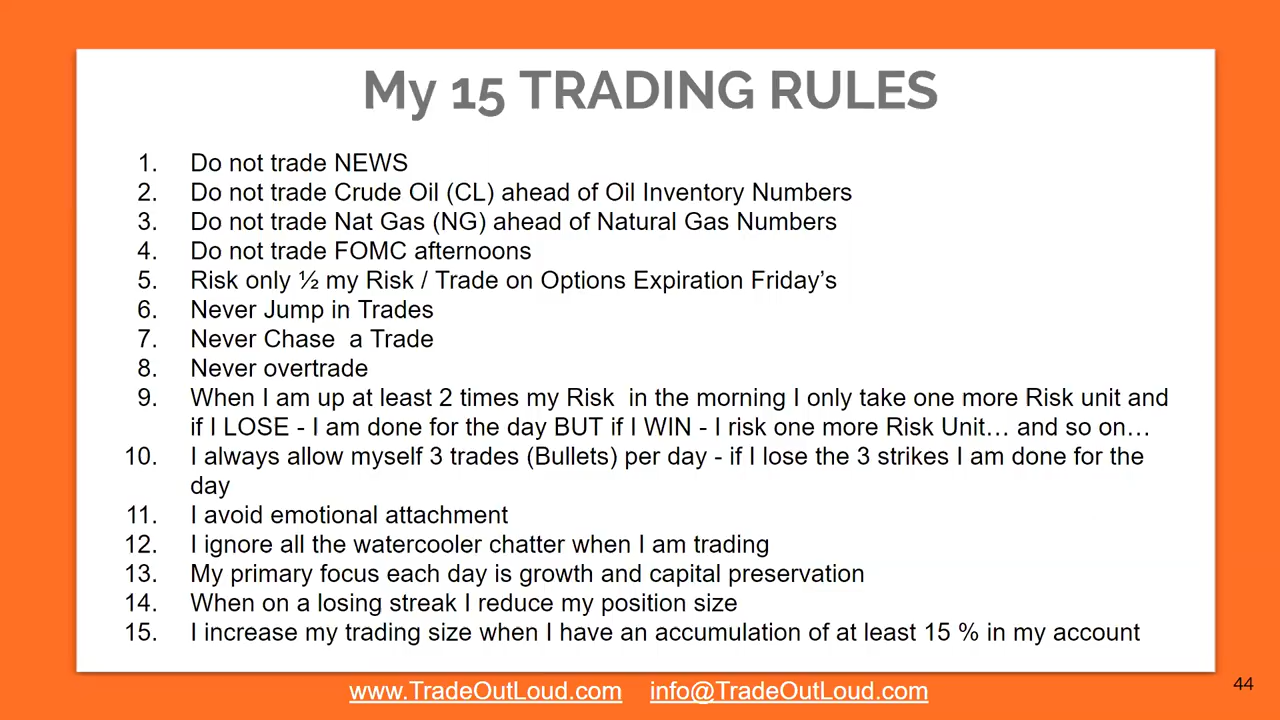 My 15 TRADING RULES
1. Do not trade NEWS
2. Do not trade Crude Oil (CL) ahead of Oil Inventory Numbers
3. Do not trade Nat Gas (NG) ahead of Natural Gas Numbers
4. Do not trade FOMC afternoons
5. Risk only ½ my Risk / Trade on Options Expiration Friday’s
6. Never Jump in Trades
7. Never Chase  a Trade
8. Never overtrade
9. When I am up at least 2 times my Risk  in the morning I only take one more Risk unit and
if I LOSE - I am done for the day BUT if I WIN - I risk one more Risk Unit… and so on…
10. I always allow myself 3 trades (Bullets) per day - if I lose the 3 strikes I am done for the
day
11. I avoid emotional attachment
12. I ignore all the watercooler chatter when I am trading
13. My primary focus each day is growth and capital preservation
14. When on a losing streak I reduce my position size
15. I increase my trading size when I have an accumulation of at least 15 % in my account
www.TradeOutLoud.com info@TradeOutLoud.com
44